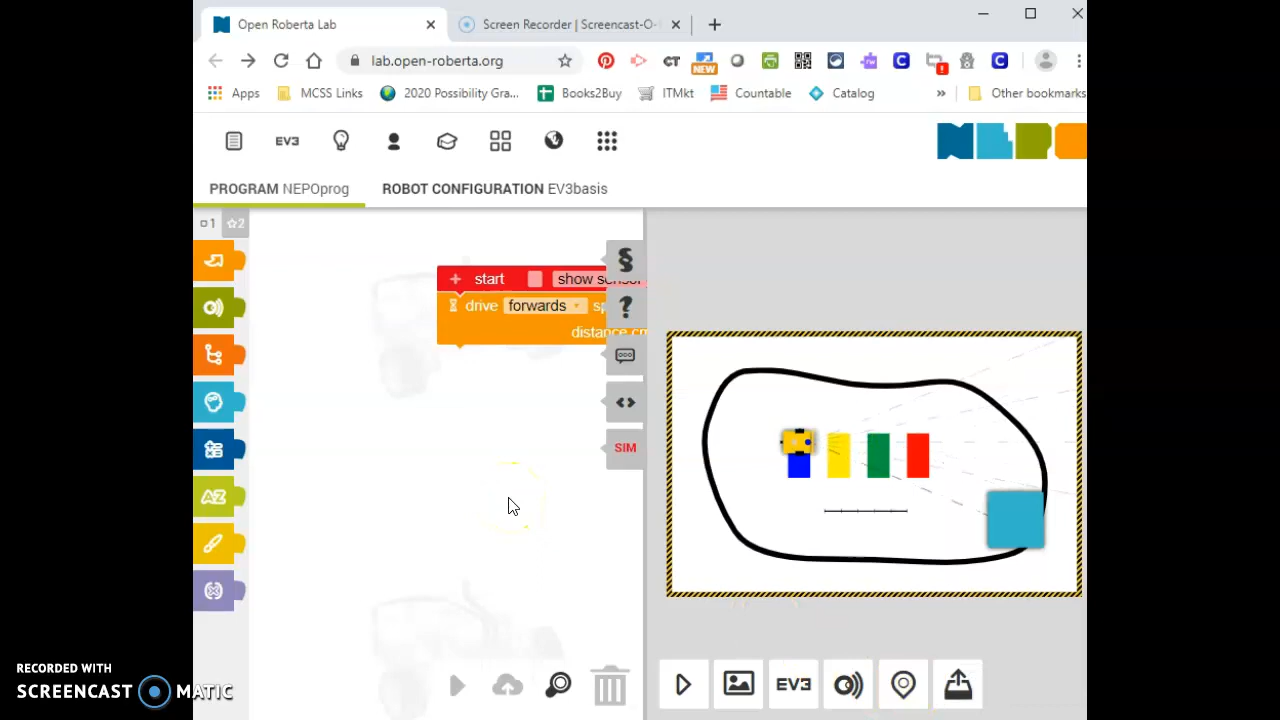 Open Roberta Lab
Screen Recorder | Screencast-O-
lab.open-roberta.org
CT
NEW
Apps
MCSS Links
2020 Possibility Gra...
Books2Buy
ITMkt
Countable
Catalog
»
Other bookmarks
EV3
PROGRAM NEPOprog
ROBOT CONFIGURATION EV3basis
1
2
+ start
show sensor
drive forwards
distance cm
§
?
<>
SIM
AZ
EV3
RECORDED WITH
SCREENCAST MATIC